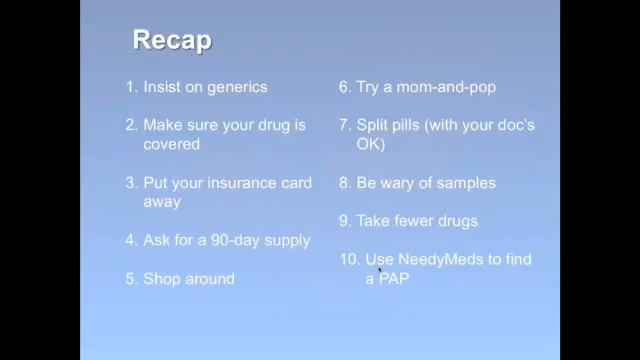 Recap
1. Insist on generics
2. Make sure your drug is
covered
3. Put your insurance card
away
4. Ask for a 90-day supply
5. Shop around
6. Try a mom-and-pop
7. Split pills (with your doc's
OK)
8. Be wary of samples
9. Take fewer drugs
10. Use NeedyMeds to find
a PAP